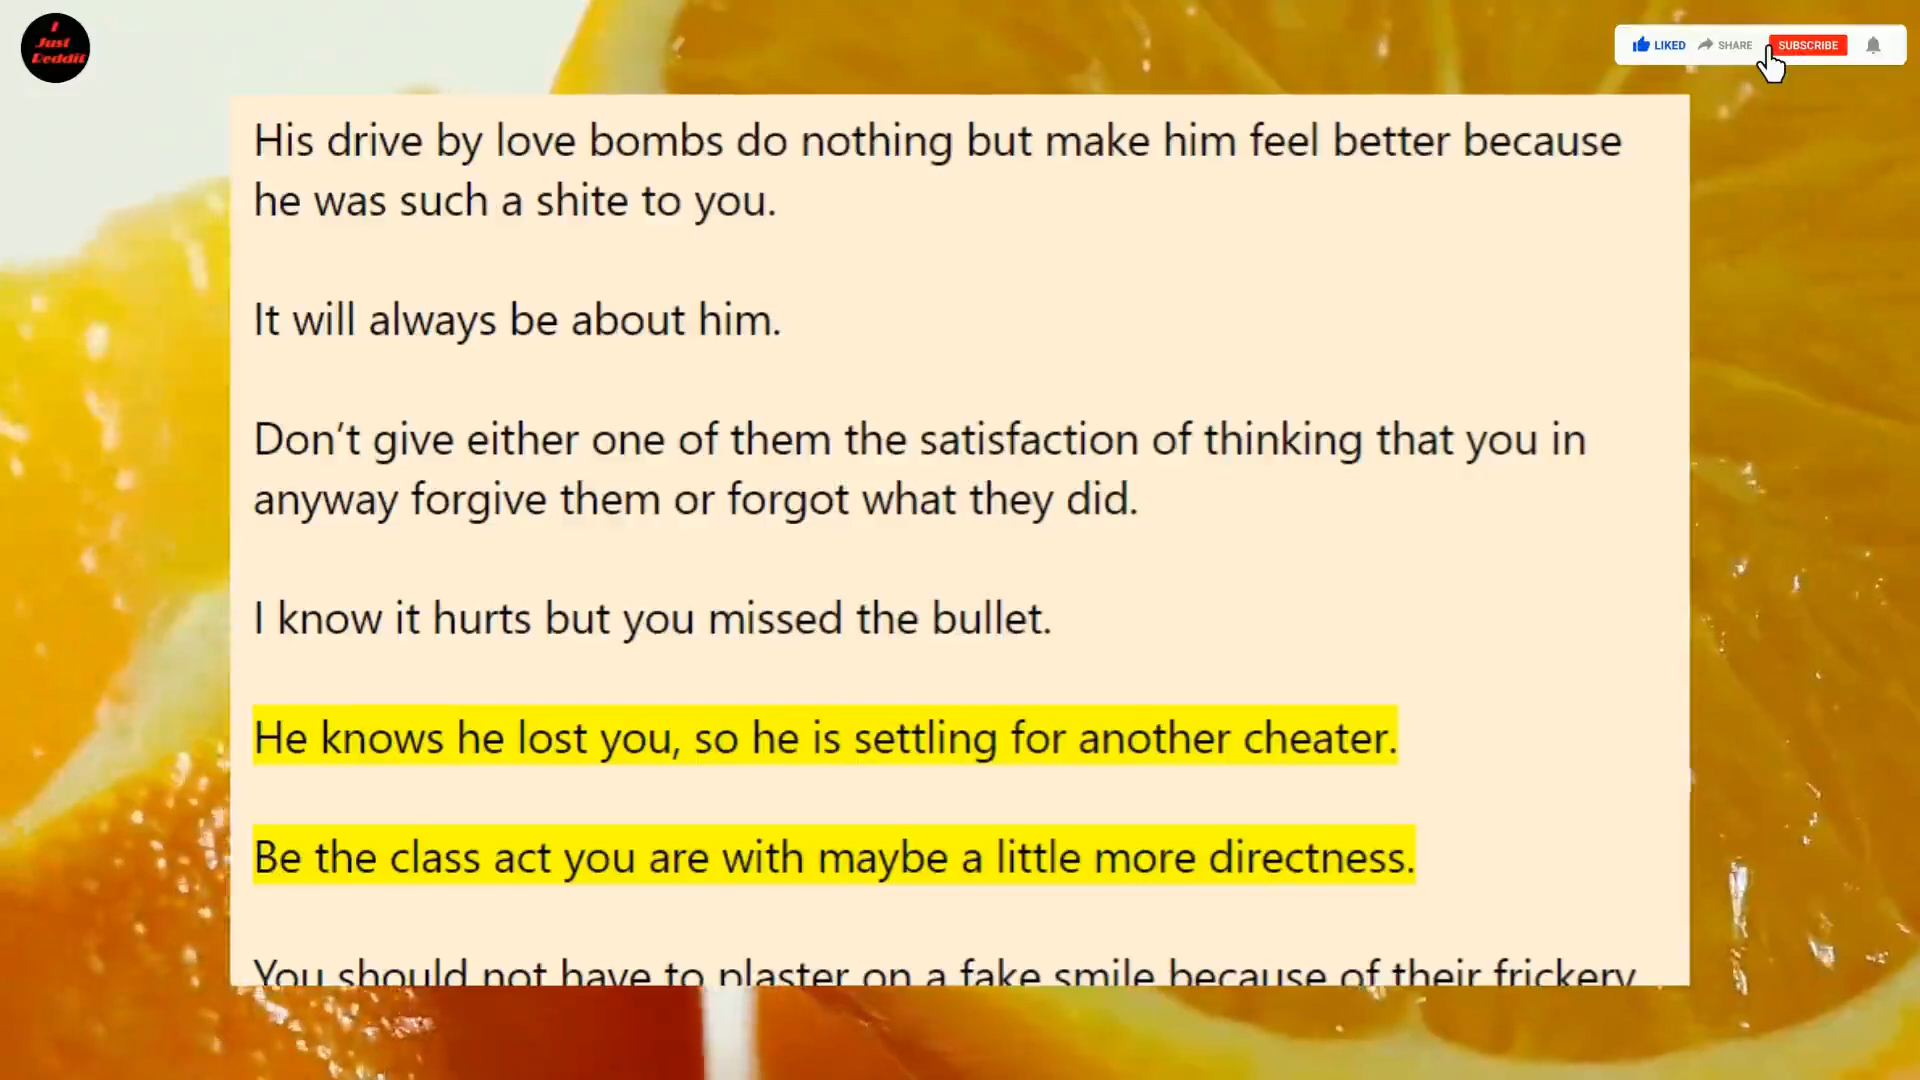 I
Just
Reddit
LIKED SHARE SUBSCRIBE
His drive by love bombs do nothing but make him feel better because
he was such a shite to you.
It will always be about him.
Don’t give either one of them the satisfaction of thinking that you in
anyway forgive them or forgot what they did.
I know it hurts but you missed the bullet.
He knows he lost you, so he is settling for another cheater.
Be the class act you are with maybe a little more directness.
You should not have to plaster on a fake smile because of their frickery